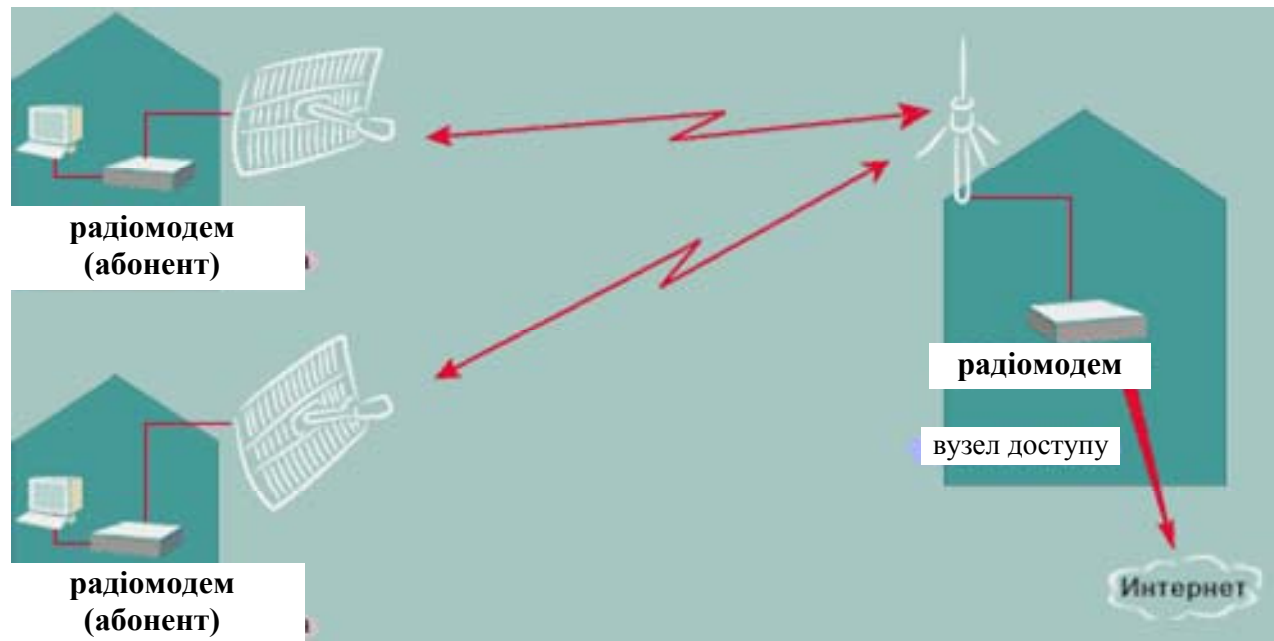 радіомодем
(абонент)
радіомодем
вузел доступу
радіомодем
(абонент)
Интернет